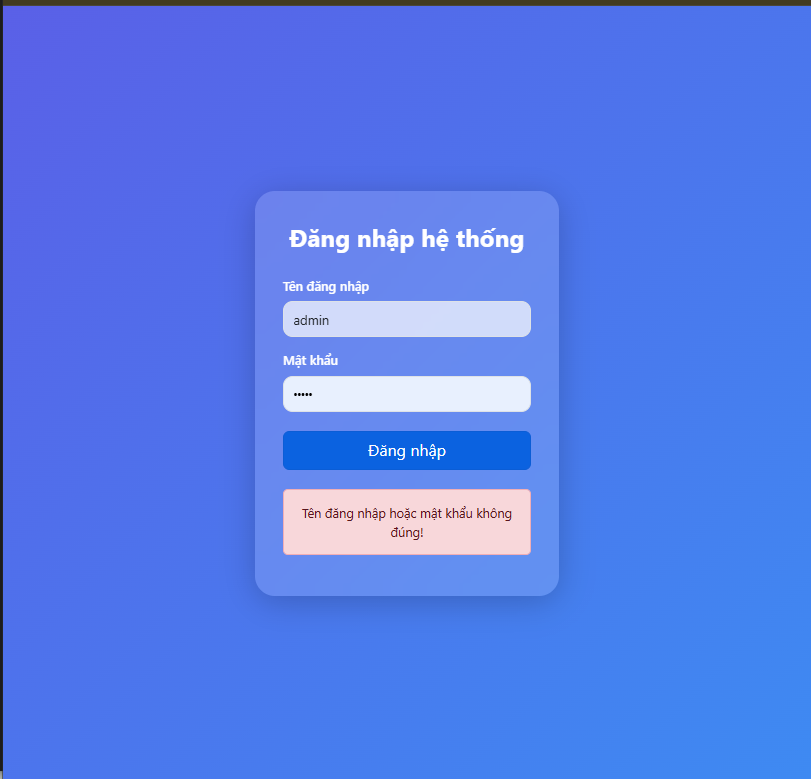 Đăng nhập hệ thống
Tên đăng nhập
admin
Mật khẩu
•••••
Đăng nhập
Tên đăng nhập hoặc mật khẩu không
đúng!